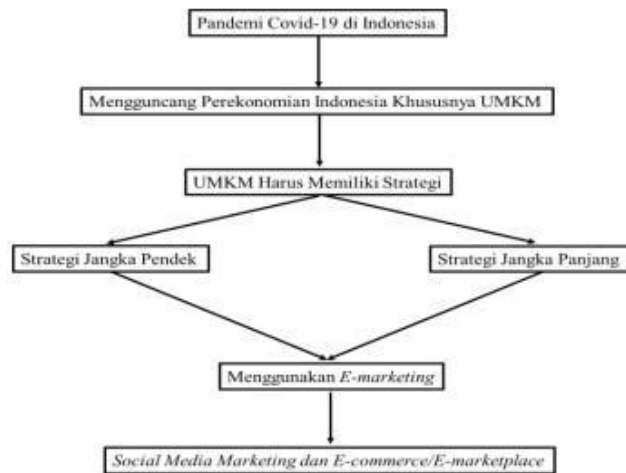 Pandemi Covid-19 di Indonesia
Mengguncang Perekonomian Indonesia Khususnya UMKM
UMKM Harus Memiliki Strategi
Strategi Jangka Pendek
Strategi Jangka Panjang
Menggunakan E-marketing
Social Media Marketing dan E-commerce/E-marketplace